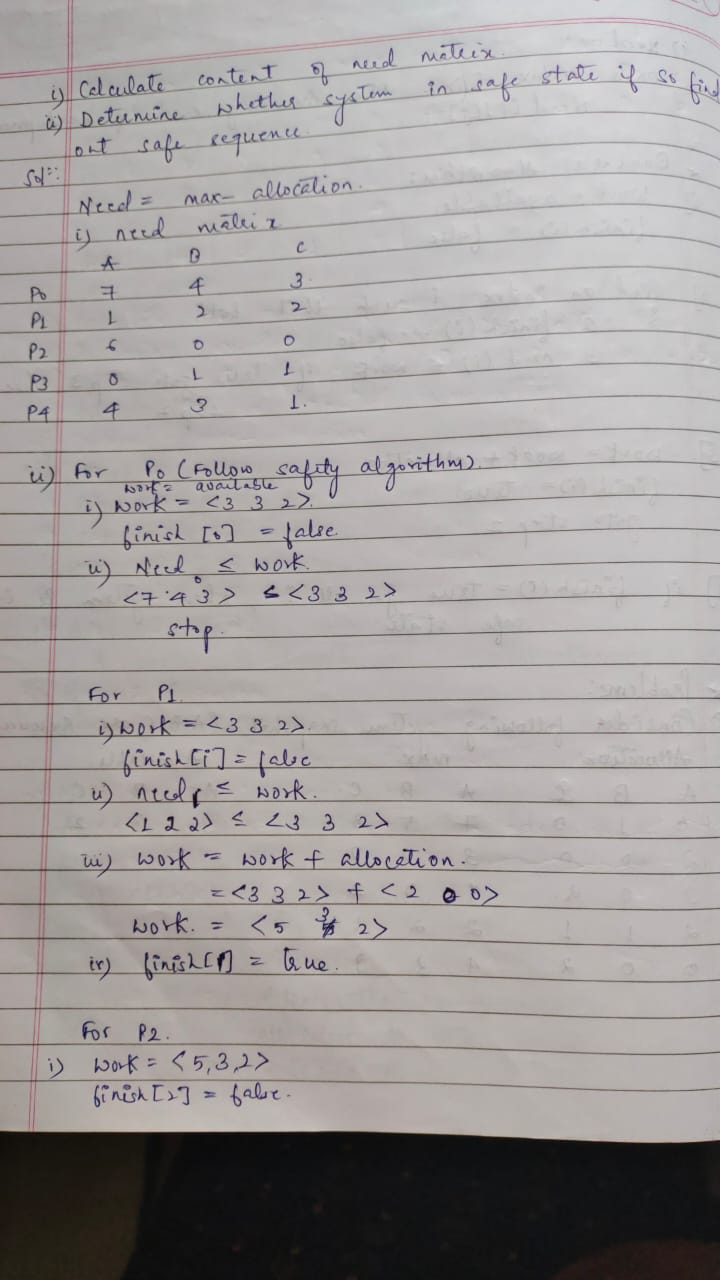 i) Calculate content of need matrix.
ii) Determine whether system in safe state if so find
out safe sequence.
Sol:-
Need = max - allocation.
i) need matrix
A B C
P0 7 4 3
P1 1 2 2
P2 6 0 0
P3 0 1 1
P4 4 3 1.
ii) For P0 (Follow safity algorithm).
work = available
i) work = <3 3 2>.
finish [0] = false.
ii) Need0 ≤ work.
<7 4 3> ≤ <3 3 2>
stop.
For P1.
i) work = <3 3 2>.
finish [i] = false
ii) need1 ≤ work.
<1 2 2> ≤ <3 3 2>
iii) work = work + allocation.
= <3 3 2> + <2 0 0>
work. = <5 3 2>
iv) finish[1] = true.
For P2.
i) work = <5,3,2>
finish [2] = false.